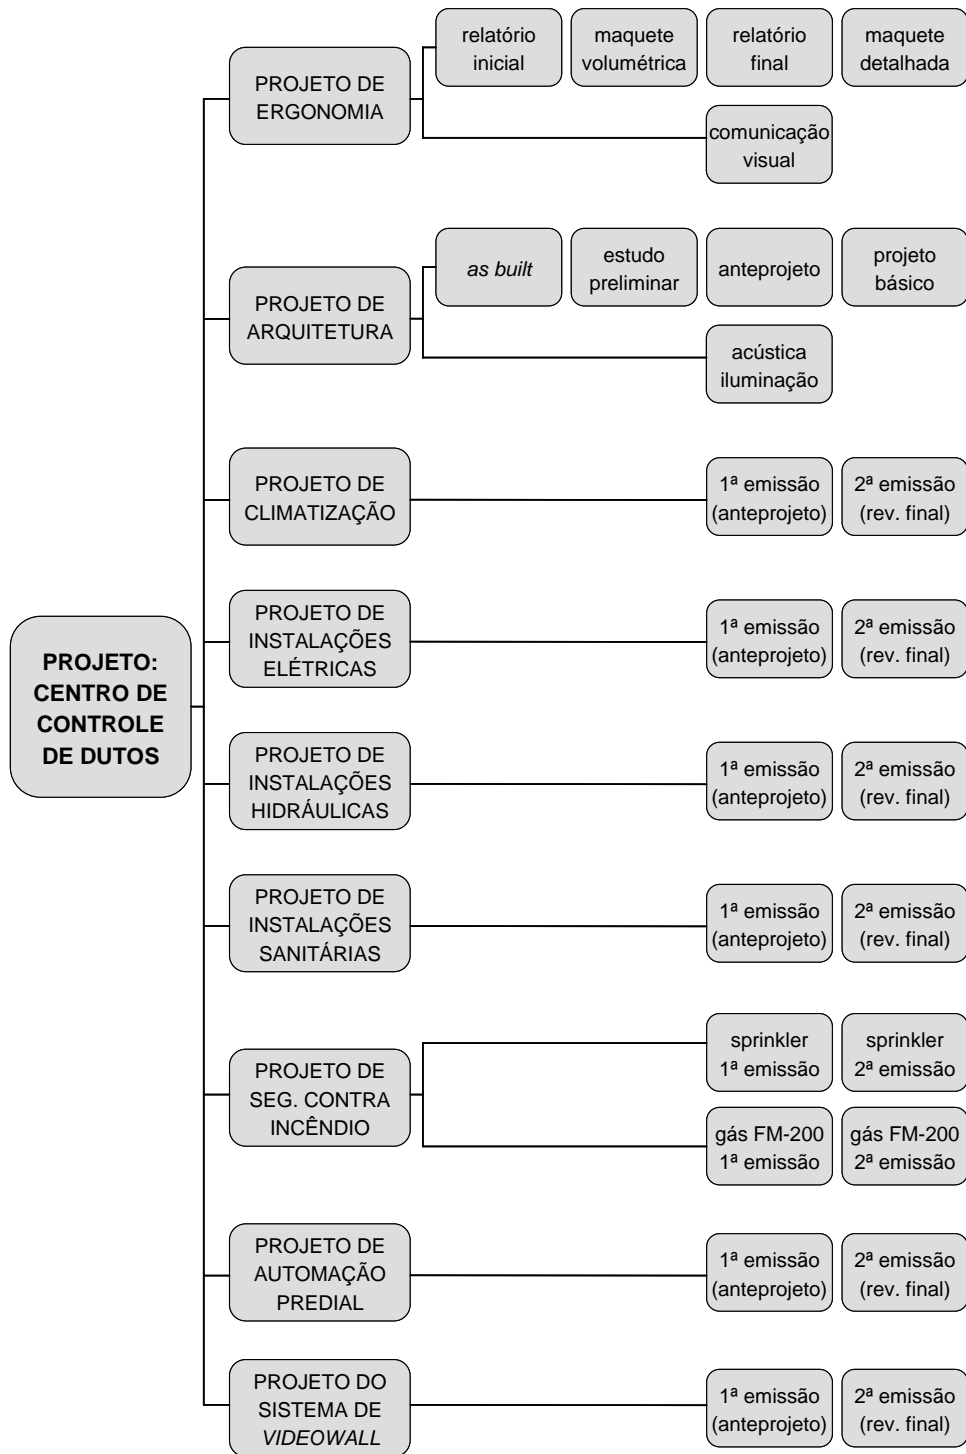 relatório
inicial
maquete
volumétrica
relatório
final
maquete
detalhada
PROJETO DE
ERGONOMIA
comunicação
visual
as built
estudo
preliminar
anteprojeto
projeto
básico
PROJETO DE
ARQUITETURA
acústica
iluminação
PROJETO DE
CLIMATIZAÇÃO
1ª emissão
(anteprojeto)
2ª emissão
(rev. final)
PROJETO DE
INSTALAÇÕES
ELÉTRICAS
1ª emissão
(anteprojeto)
2ª emissão
(rev. final)
PROJETO:
CENTRO DE
CONTROLE
DE DUTOS
PROJETO DE
INSTALAÇÕES
HIDRÁULICAS
1ª emissão
(anteprojeto)
2ª emissão
(rev. final)
PROJETO DE
INSTALAÇÕES
SANITÁRIAS
1ª emissão
(anteprojeto)
2ª emissão
(rev. final)
PROJETO DE
SEG. CONTRA
INCÊNDIO
sprinkler
1ª emissão
sprinkler
2ª emissão
gás FM-200
1ª emissão
gás FM-200
2ª emissão
PROJETO DE
AUTOMAÇÃO
PREDIAL
1ª emissão
(anteprojeto)
2ª emissão
(rev. final)
PROJETO DO
SISTEMA DE
VIDEOWALL
1ª emissão
(anteprojeto)
2ª emissão
(rev. final)